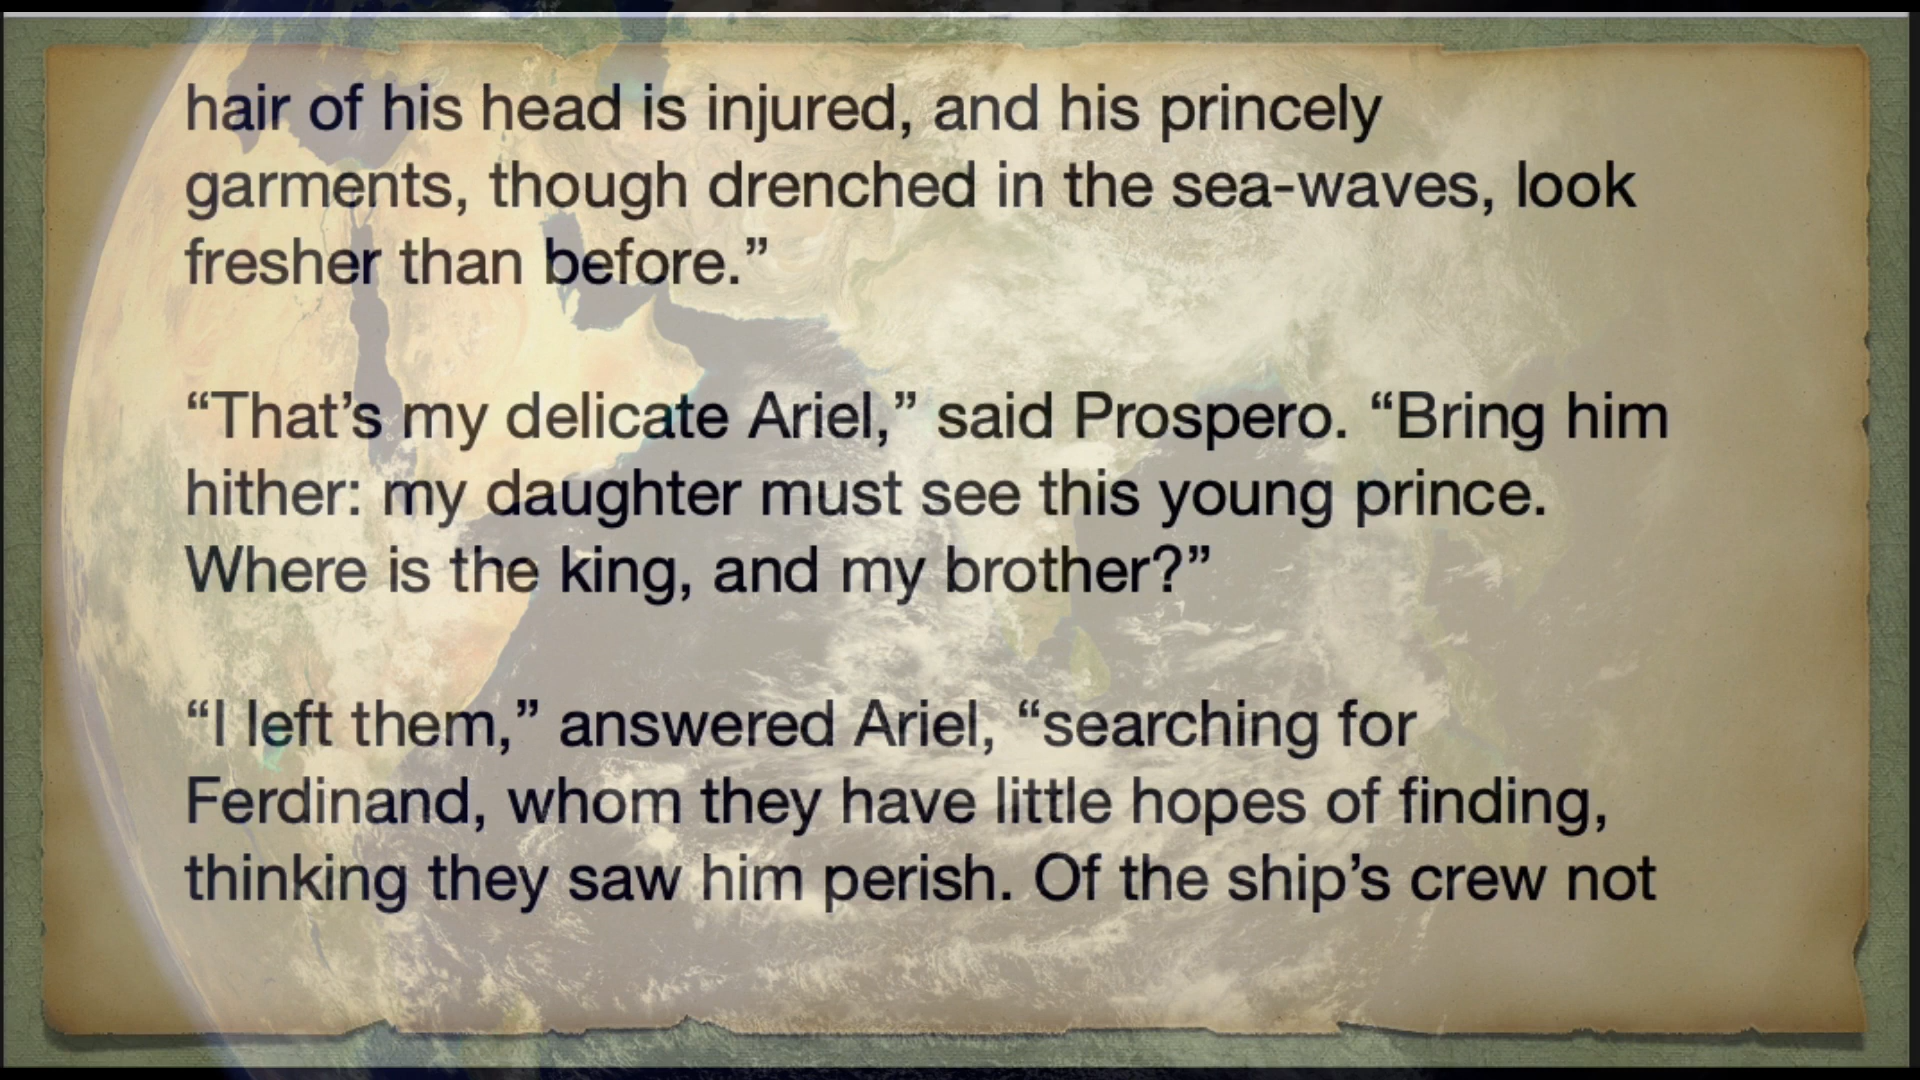 hair of his head is injured, and his princely
garments, though drenched in the sea-waves, look
fresher than before.”
“That’s my delicate Ariel,” said Prospero. “Bring him
hither: my daughter must see this young prince.
Where is the king, and my brother?”
“I left them,” answered Ariel, “searching for
Ferdinand, whom they have little hopes of finding,
thinking they saw him perish. Of the ship’s crew not